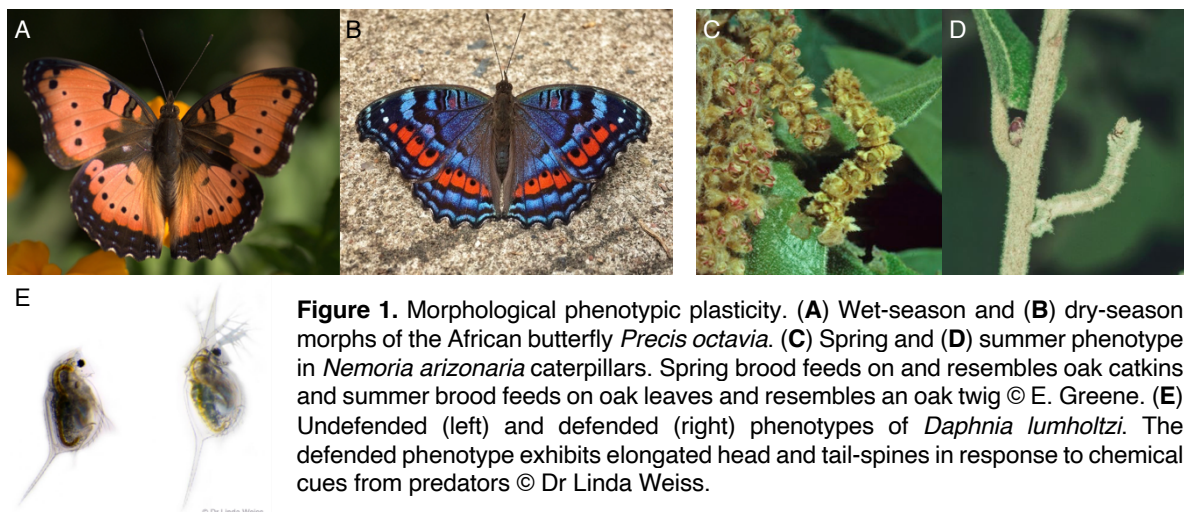 A
B
C
D
E
Figure 1. Morphological phenotypic plasticity. (A) Wet-season and (B) dry-season
morphs of the African butterfly Precis octavia. (C) Spring and (D) summer phenotype
in Nemoria arizonaria caterpillars. Spring brood feeds on and resembles oak catkins
and summer brood feeds on oak leaves and resembles an oak twig © E. Greene. (E)
Undefended (left) and defended (right) phenotypes of Daphnia lumholtzi. The
defended phenotype exhibits elongated head and tail-spines in response to chemical
cues from predators © Dr Linda Weiss.
© Dr Linda Weiss